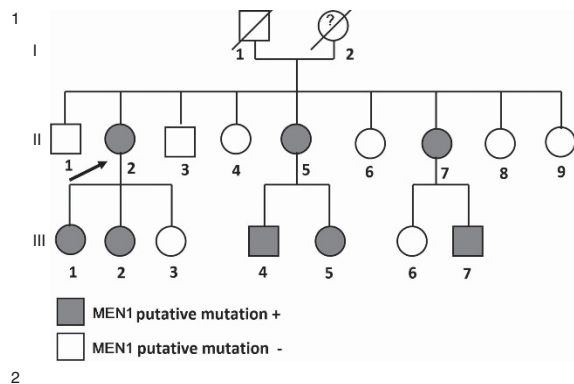 1
I
?
1 2
II
1 2 3 4 5 6 7 8 9
III
1 2 3 4 5 6 7
MEN1 putative mutation +
MEN1 putative mutation -
2